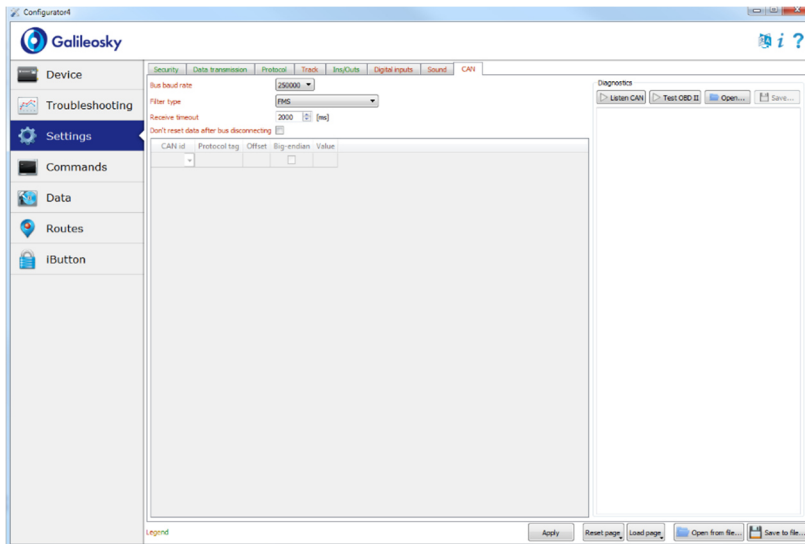 Configurator4
Galileosky
i ?
Device
Troubleshooting
Settings
Commands
Data
Routes
iButton
Security Data transmission Protocol Track Ins/Outs Digital inputs Sound CAN
Bus baud rate 250000
Filter type FMS
Receive timeout 2000 [ms]
Don't reset data after bus disconnecting
CAN id Protocol tag Offset Big-endian Value
Diagnostics
Listen CAN Test OBD II Open... Save...
Legend
Apply Reset page Load page Open from file... Save to file...